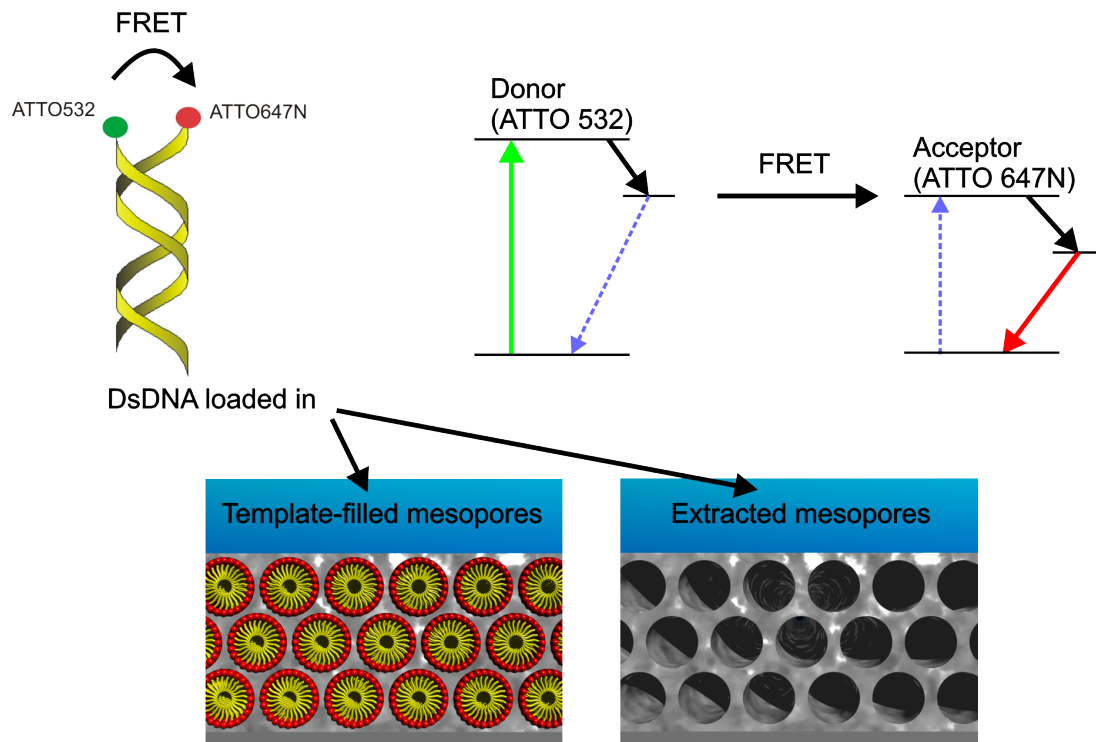 FRET
ATTO532
ATTO647N
Donor
(ATTO 532)
FRET
Acceptor
(ATTO 647N)
DsDNA loaded in
Template-filled mesopores
Extracted mesopores